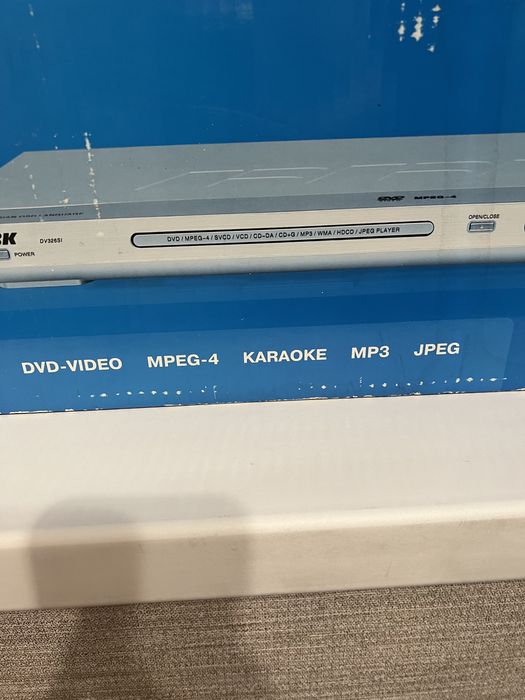 MPEG-4
BK
DV326SI
DVD / MPEG-4 / SVCD / VCD / CD-DA / CD+G / MP3 / WMA / HDCD / JPEG PLAYER
OPEN/CLOSE
POWER
DVD-VIDEO MPEG-4 KARAOKE MP3 JPEG